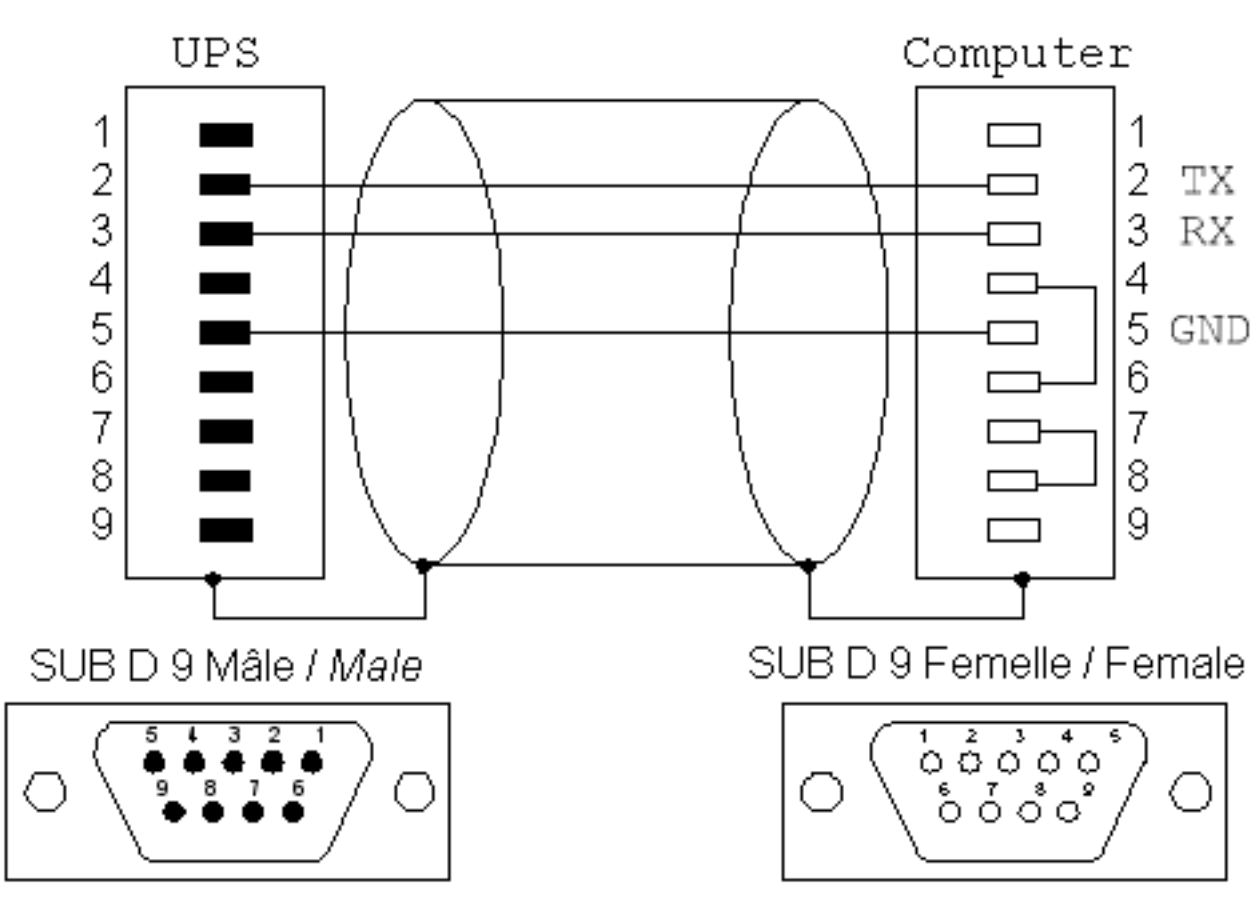 UPS Computer
1 1
2 2 TX
3 3 RX
4 4
5 5 GND
6 6
7 7
8 8
9 9
SUB D 9 Mâle / Male SUB D 9 Femelle / Female
5 4 3 2 1 1 2 3 4 5
9 8 7 6 6 7 8 9